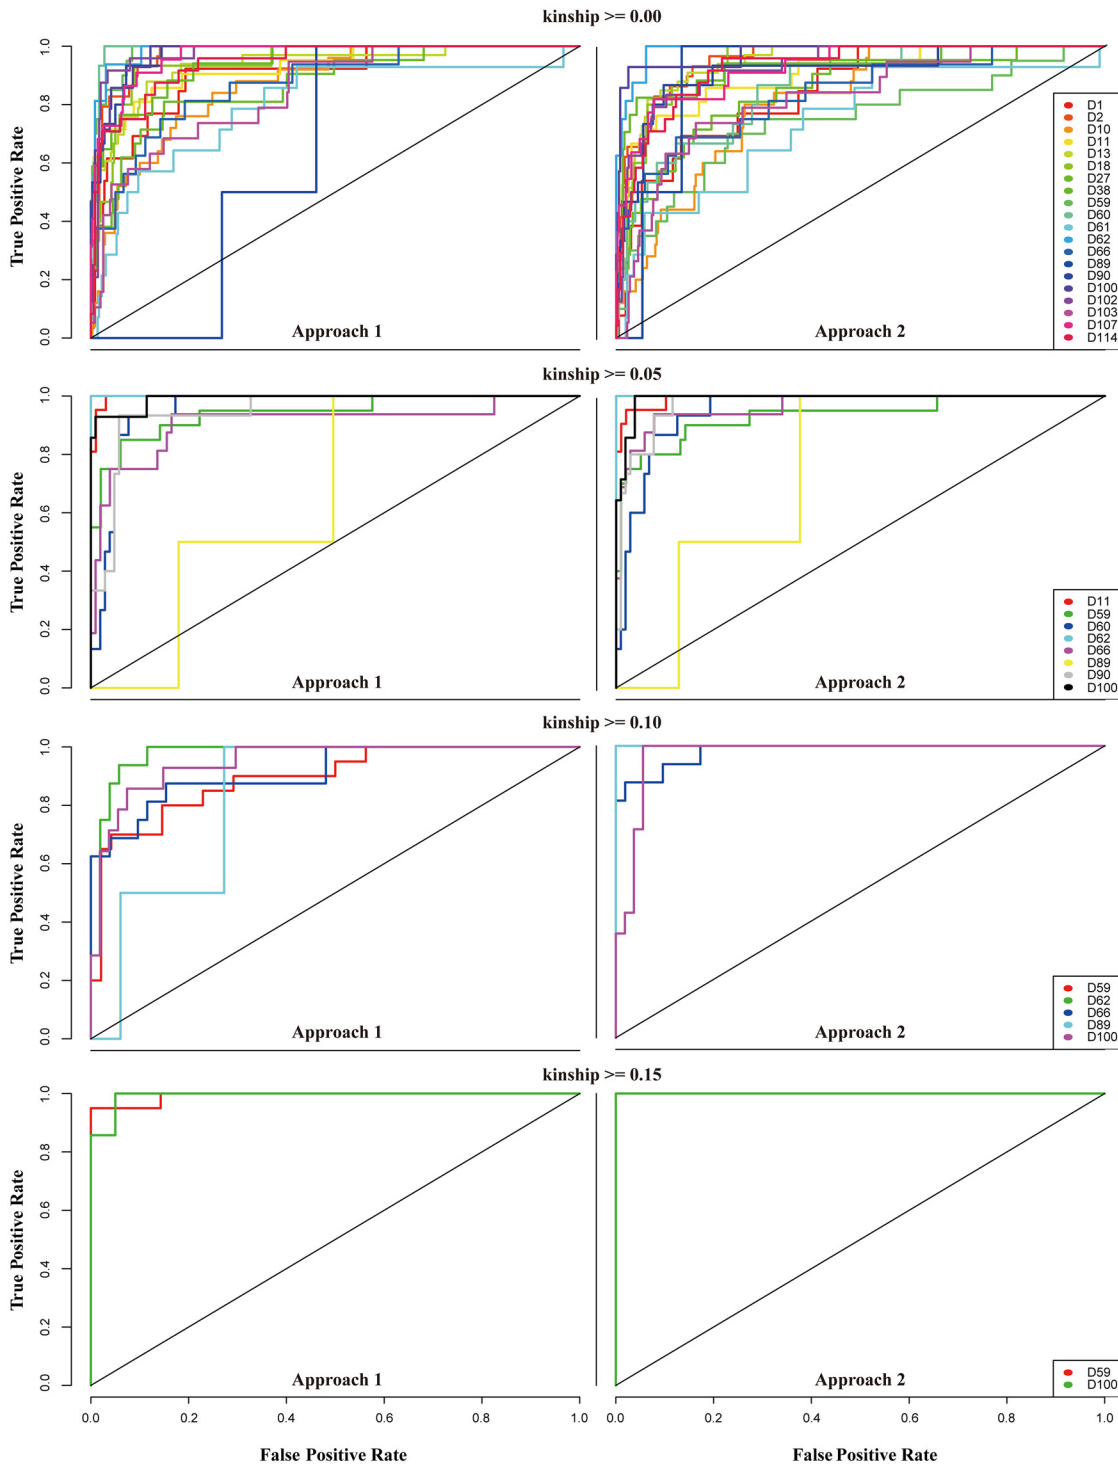 kinship >= 0.00
True Positive Rate
0.0 0.2 0.4 0.6 0.8 1.0
Approach 1
Approach 2
D1
D2
D10
D11
D13
D18
D27
D38
D59
D60
D61
D62
D66
D89
D90
D100
D102
D103
D107
D114
kinship >= 0.05
True Positive Rate
0.0 0.2 0.4 0.6 0.8 1.0
Approach 1
Approach 2
D11
D59
D60
D62
D66
D89
D90
D100
kinship >= 0.10
True Positive Rate
0.0 0.2 0.4 0.6 0.8 1.0
Approach 1
Approach 2
D59
D62
D66
D89
D100
kinship >= 0.15
True Positive Rate
0.0 0.2 0.4 0.6 0.8 1.0
Approach 1
Approach 2
D59
D100
0.0 0.2 0.4 0.6 0.8 1.0
0.0 0.2 0.4 0.6 0.8 1.0
False Positive Rate
False Positive Rate